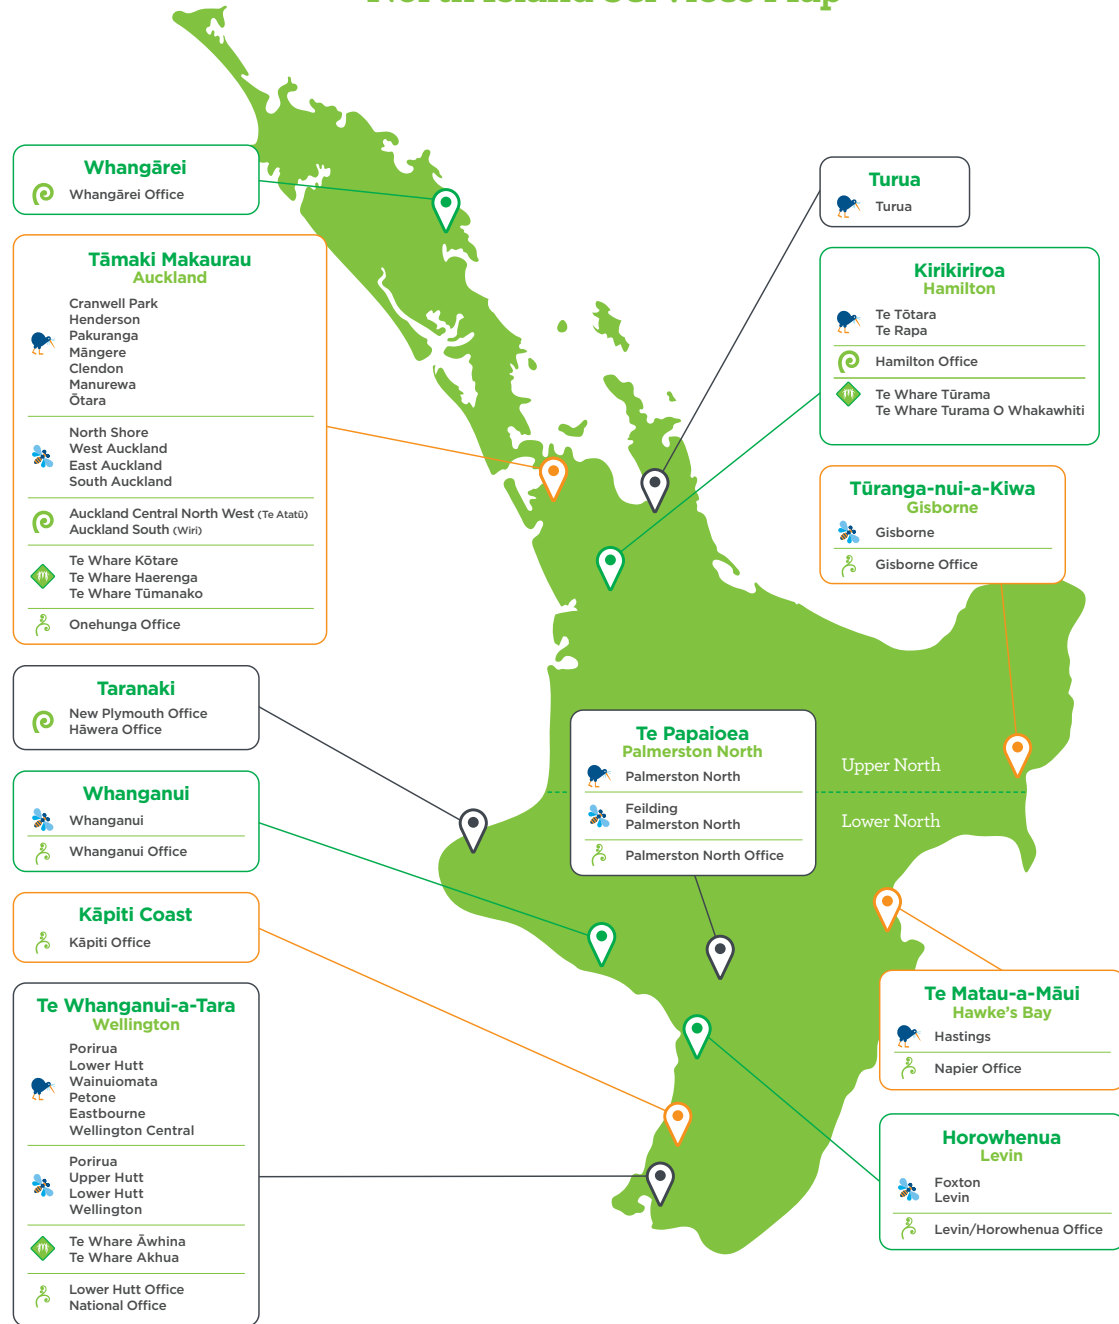 North Island Services Map
Whangārei
Whangārei Office
Tāmaki Makaurau
Auckland
Cranwell Park
Henderson
Pakuranga
Māngere
Clendon
Manurewa
Ōtara
North Shore
West Auckland
East Auckland
South Auckland
Auckland Central North West (Te Atatū)
Auckland South (Wiri)
Te Whare Kōtare
Te Whare Haerenga
Te Whare Tūmanako
Onehunga Office
Taranaki
New Plymouth Office
Hāwera Office
Whanganui
Whanganui
Whanganui Office
Kāpiti Coast
Kāpiti Office
Te Whanganui-a-Tara
Wellington
Porirua
Lower Hutt
Wainuiomata
Petone
Eastbourne
Wellington Central
Porirua
Upper Hutt
Lower Hutt
Wellington
Te Whare Āwhina
Te Whare Akhua
Lower Hutt Office
National Office
Te Papaioea
Palmerston North
Palmerston North
Feilding
Palmerston North
Palmerston North Office
Upper North
Lower North
Turua
Turua
Kirikiriroa
Hamilton
Te Tōtara
Te Rapa
Hamilton Office
Te Whare Tūrama
Te Whare Turama O Whakawhiti
Tūranga-nui-a-Kiwa
Gisborne
Gisborne
Gisborne Office
Te Matau-a-Māui
Hawke's Bay
Hastings
Napier Office
Horowhenua
Levin
Foxton
Levin
Levin/Horowhenua Office